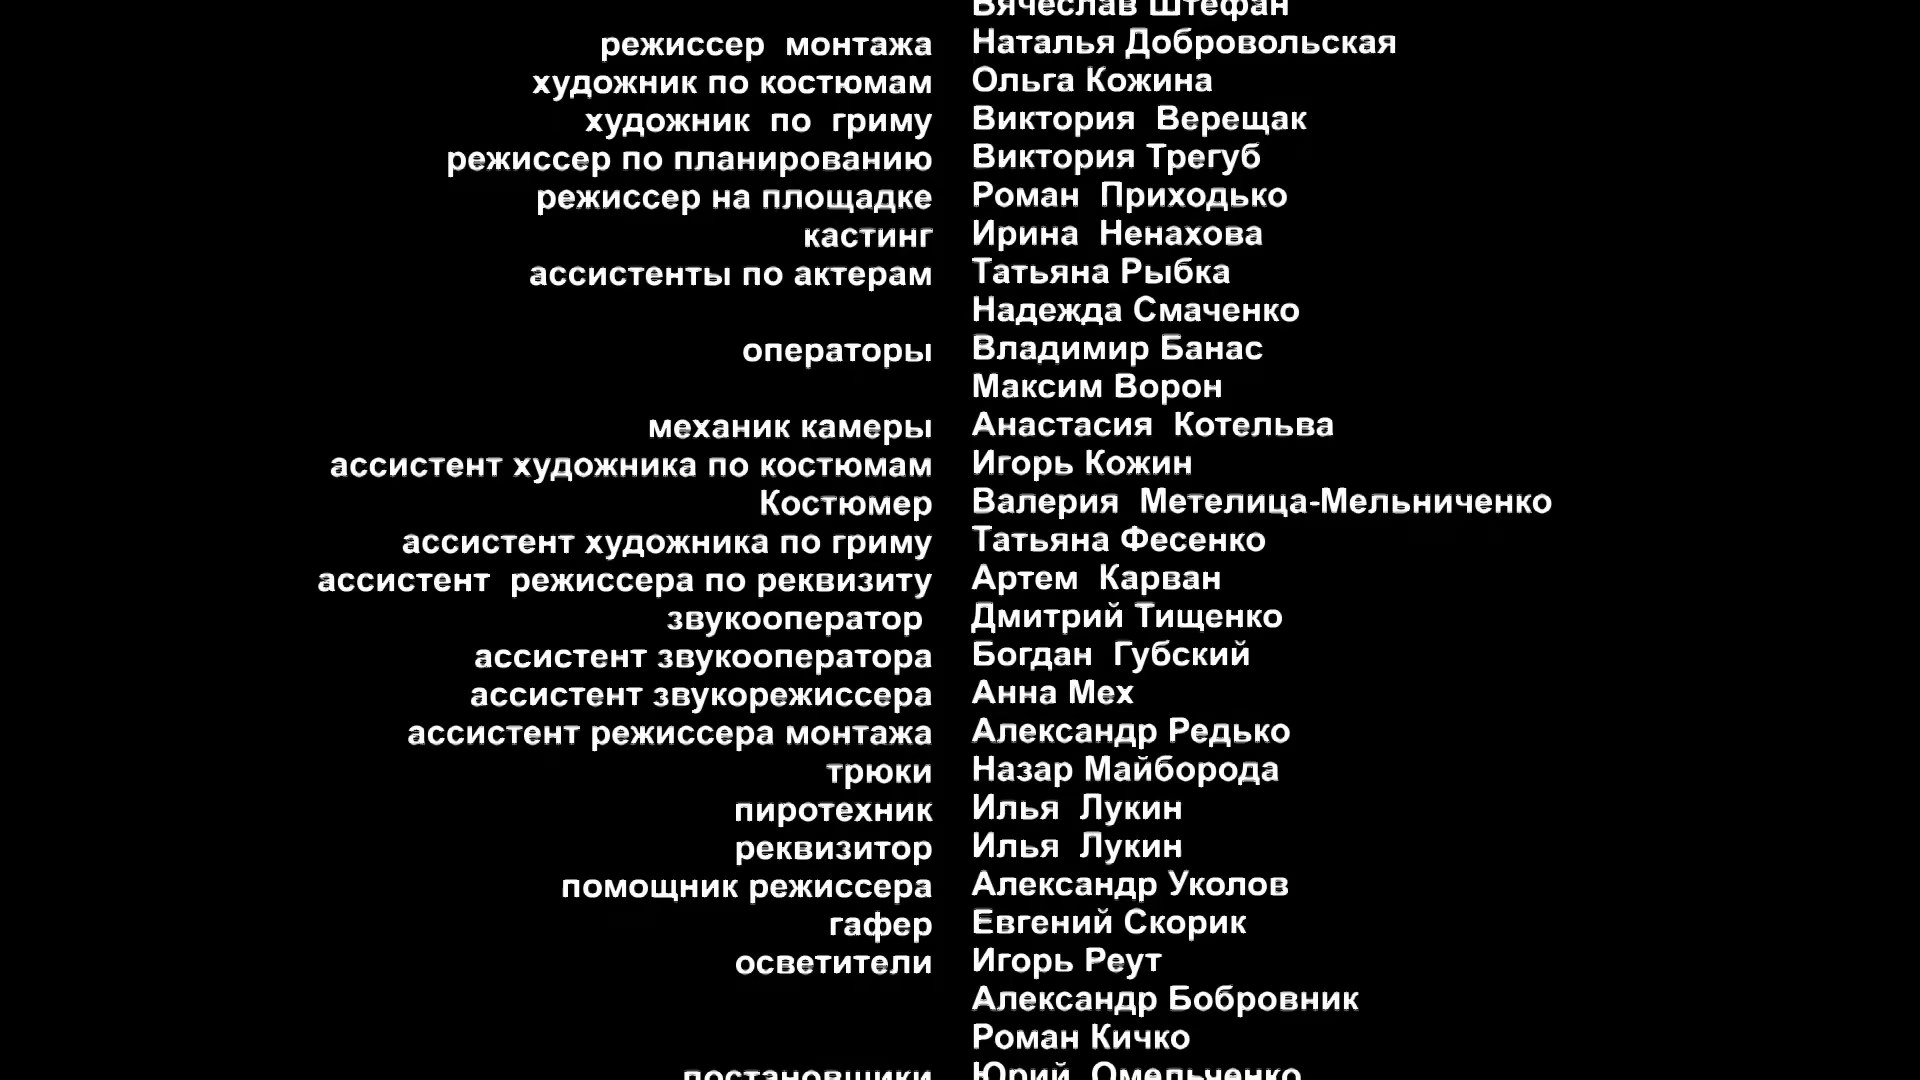 Вячеслав Штефан
режиссер монтажа Наталья Добровольская
художник по костюмам Ольга Кожина
художник по гриму Виктория Верещак
режиссер по планированию Виктория Трегуб
режиссер на площадке Роман Приходько
кастинг Ирина Ненахова
ассистенты по актерам Татьяна Рыбка
Надежда Смаченко
операторы Владимир Банас
Максим Ворон
механик камеры Анастасия Котельва
ассистент художника по костюмам Игорь Кожин
Костюмер Валерия Метелица-Мельниченко
ассистент художника по гриму Татьяна Фесенко
ассистент режиссера по реквизиту Артем Карван
звукооператор Дмитрий Тищенко
ассистент звукооператора Богдан Губский
ассистент звукорежиссера Анна Мех
ассистент режиссера монтажа Александр Редько
трюки Назар Майборода
пиротехник Илья Лукин
реквизитор Илья Лукин
помощник режиссера Александр Уколов
гафер Евгений Скорик
осветители Игорь Реут
Александр Бобровник
Роман Кичко
постановщики Юрий Омельченко